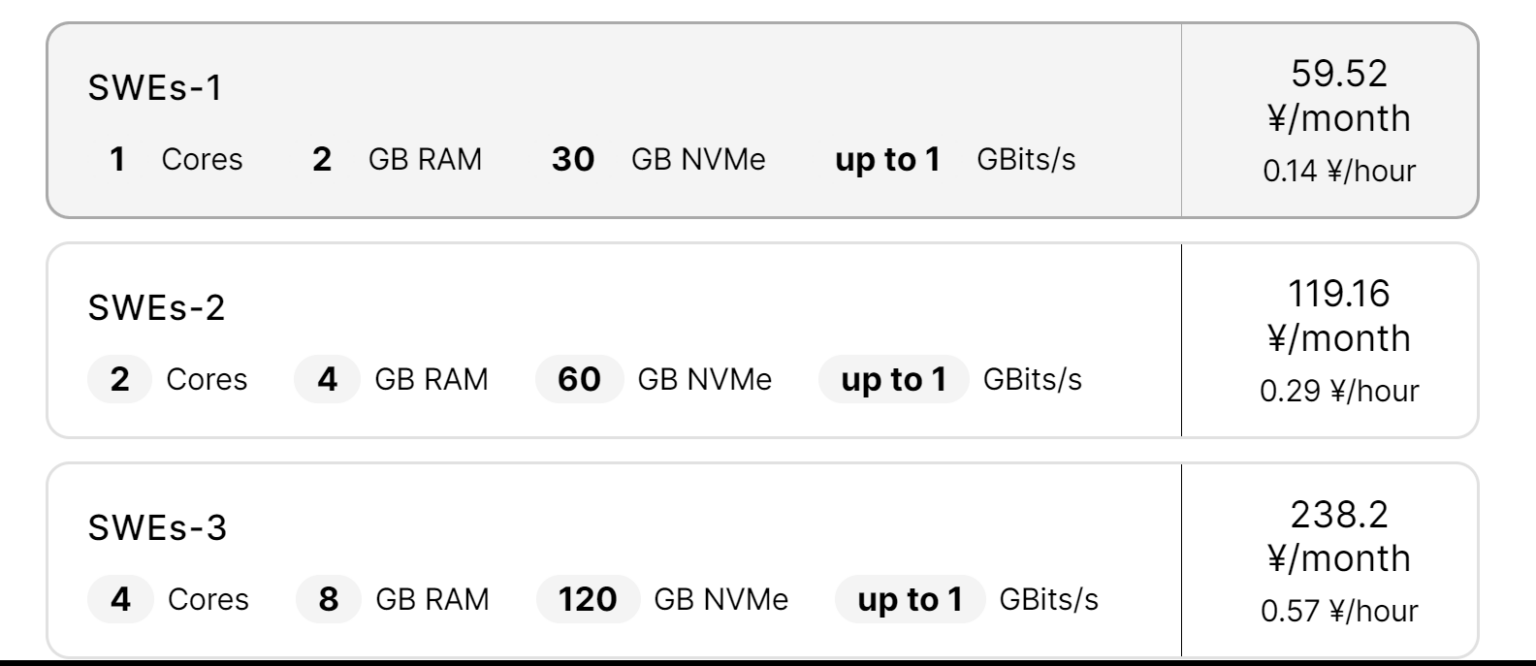 SWEs-1
1 Cores 2 GB RAM 30 GB NVMe up to 1 GBits/s
59.52
¥/month
0.14 ¥/hour
SWEs-2
2 Cores 4 GB RAM 60 GB NVMe up to 1 GBits/s
119.16
¥/month
0.29 ¥/hour
SWEs-3
4 Cores 8 GB RAM 120 GB NVMe up to 1 GBits/s
238.2
¥/month
0.57 ¥/hour